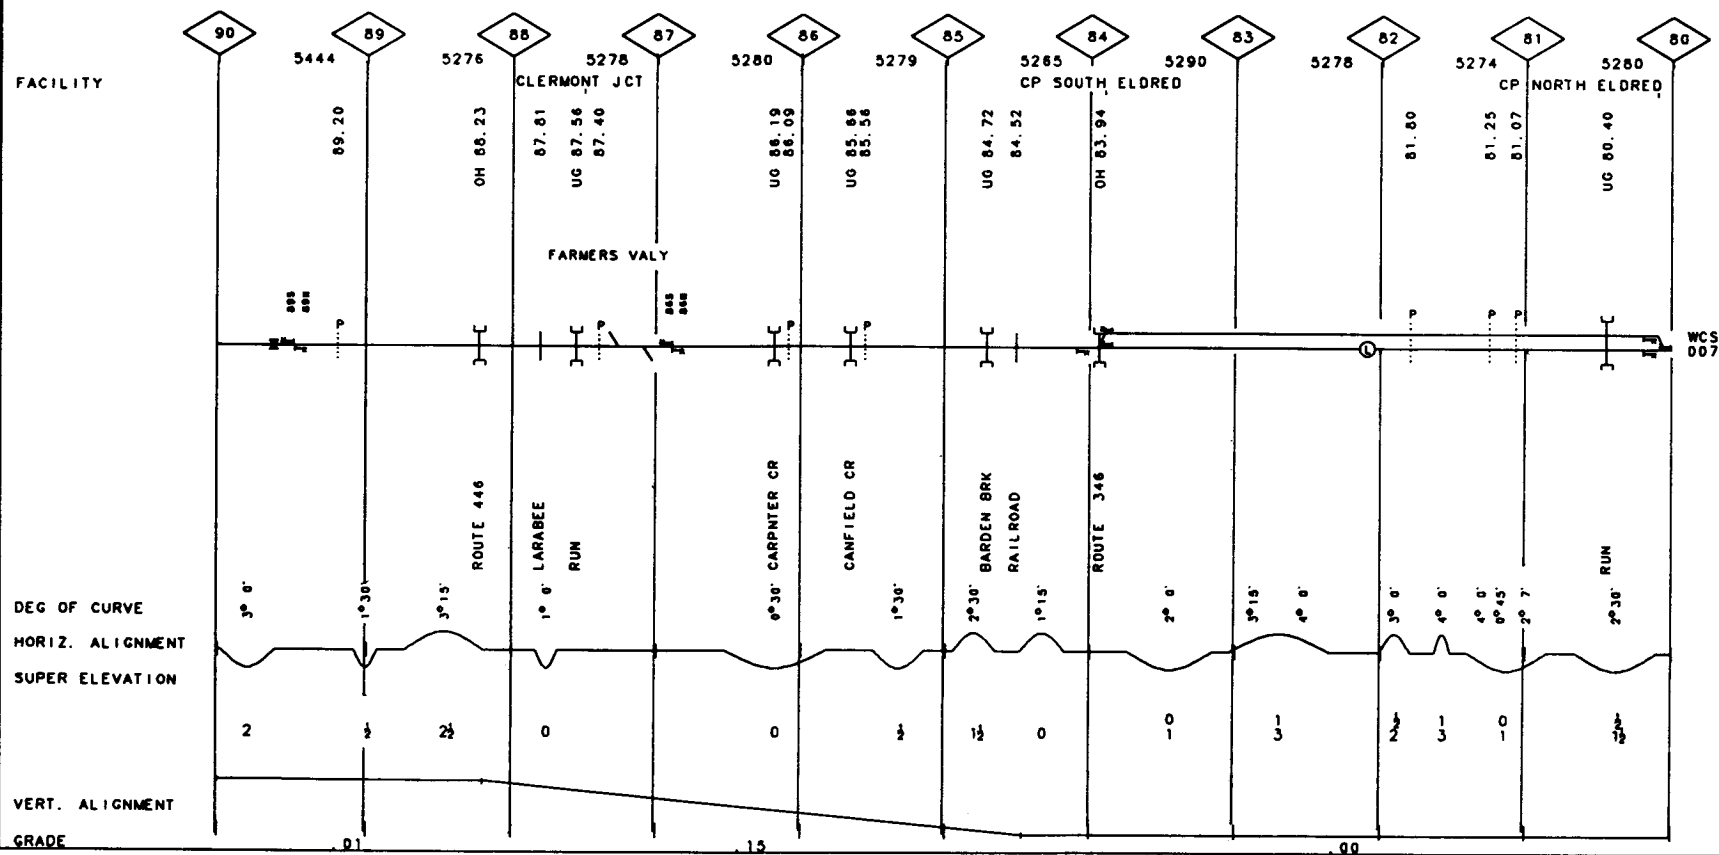 90 89 88 87 86 85 84 83 82 81 80
5444 5276 5278 5280 5279 5265 5290 5278 5274 5280
FACILITY CLERMONT JCT CP SOUTH ELDRED CP NORTH ELDRED
89.20
OH 88.23
87.81
UG 87.56
87.40
UG 86.19
86.09
UG 85.66
85.56
UG 84.72
84.52
OH 83.94
81.80
81.25
81.07
UG 80.40
FARMERS VALY
89S
89N
86S
86N
P P P P P P P
L
WCS
D07
ROUTE 446
LARABEE
RUN
CARPNTER CR
CANFIELD CR
BARDEN BRK
RAILROAD
ROUTE 346
RUN
DEG OF CURVE 3° 0' 1°30' 3°15' 1° 0' 0°30' 1°30' 2°30' 1°15' 2° 0' 3°15' 4° 0' 3° 0' 4° 0' 4° 0' 0°45' 2° 7' 2°30'
HORIZ. ALIGNMENT
SUPER ELEVATION
0 1 ½ 1 0 ½
2 ½ 2½ 0 0 ½ 1½ 0 1 3 2 3 1 1½
VERT. ALIGNMENT
GRADE .01 .15 .00